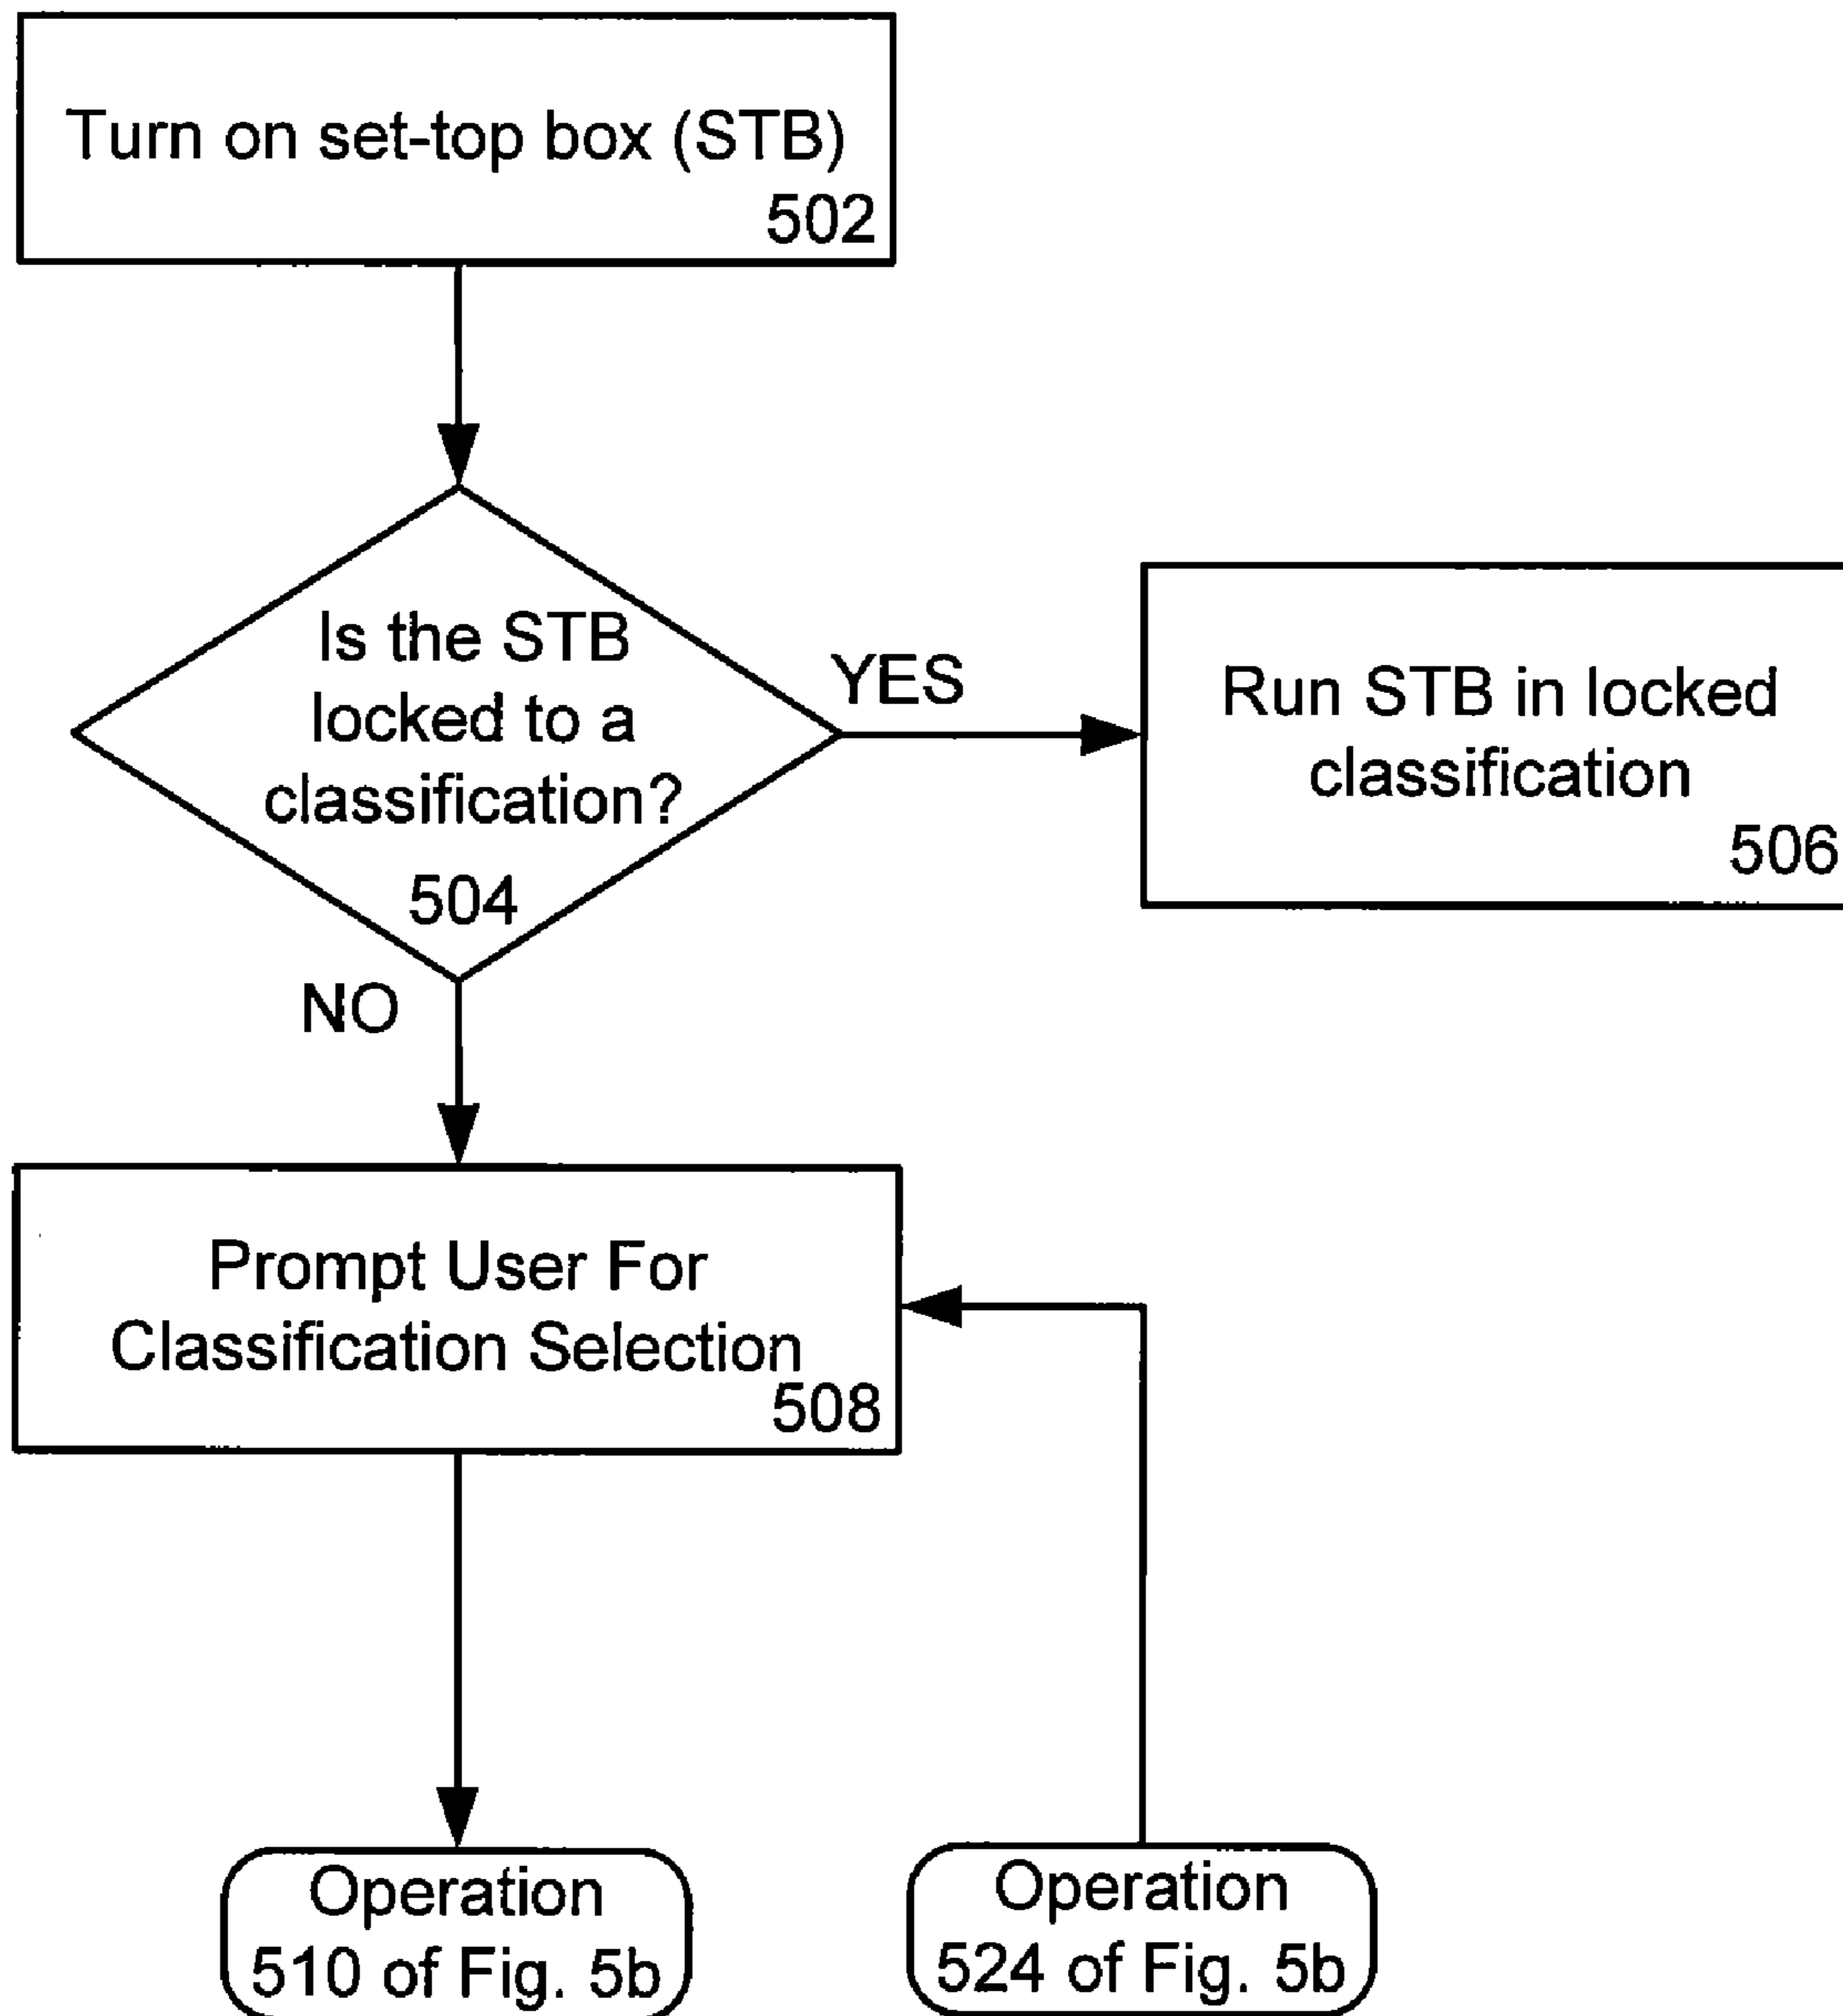 Turn on set-top box (STB)
502
Is the STB
locked to a
classification?
504
YES
Run STB in locked
classification
506
NO
Prompt User For
Classification Selection
508
Operation
510 of Fig. 5b
Operation
524 of Fig. 5b